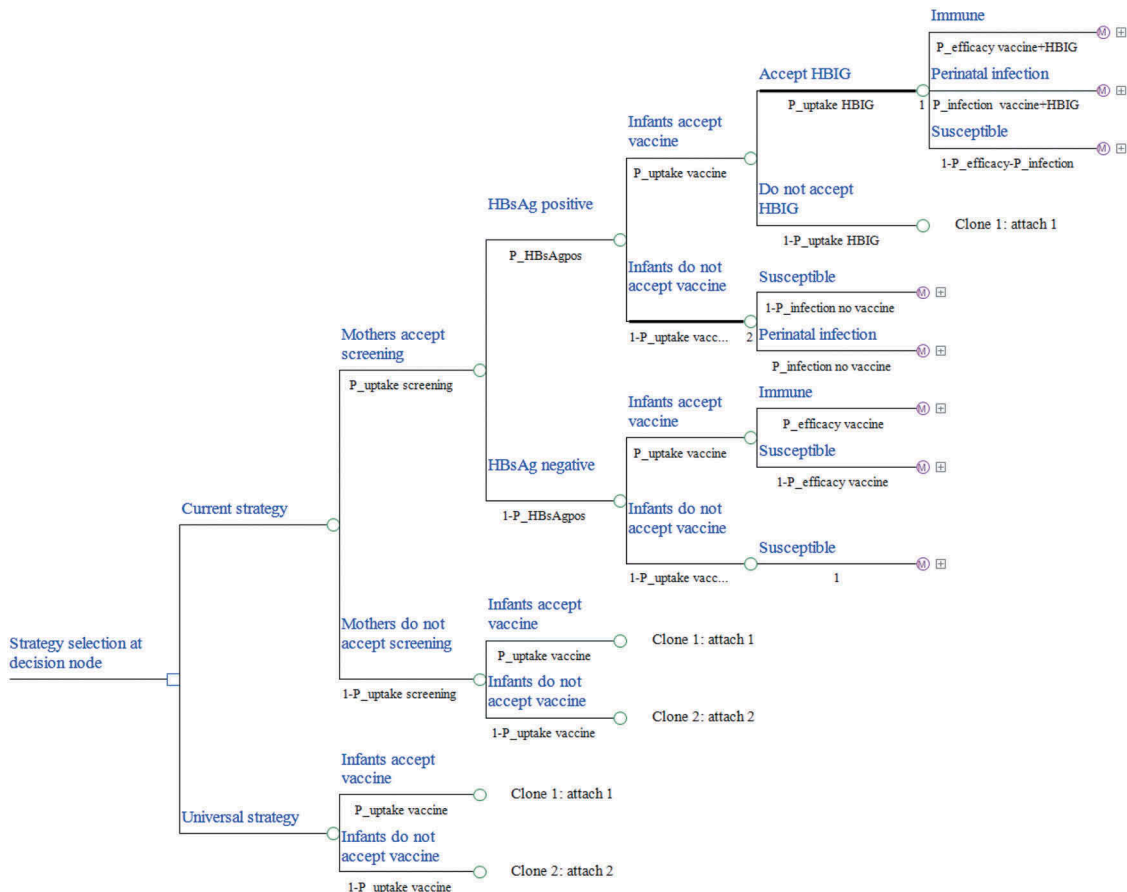 Immune
P_efficacy vaccine+HBIG
M
Accept HBIG
Perinatal infection
P_uptake HBIG
1
P_infection vaccine+HBIG
M
Infants accept
vaccine
Susceptible
M
P_uptake vaccine
1-P_efficacy-P_infection
HBsAg positive
Do not accept
HBIG
Clone 1: attach 1
1-P_uptake HBIG
P_HBsAgpos
Infants do not
accept vaccine
Susceptible
M
1-P_infection no vaccine
1-P_uptake vacc...
2
Perinatal infection
Mothers accept
screening
M
P_infection no vaccine
P_uptake screening
Infants accept
vaccine
Immune
M
P_efficacy vaccine
P_uptake vaccine
Susceptible
HBsAg negative
M
1-P_efficacy vaccine
Current strategy
1-P_HBsAgpos
Infants do not
accept vaccine
Susceptible
M
1-P_uptake vacc...
1
Mothers do not
accept screening
Infants accept
vaccine
Clone 1: attach 1
Strategy selection at
decision node
P_uptake vaccine
1-P_uptake screening
Infants do not
accept vaccine
Clone 2: attach 2
1-P_uptake vaccine
Infants accept
vaccine
Clone 1: attach 1
P_uptake vaccine
Universal strategy
Infants do not
accept vaccine
Clone 2: attach 2
1-P_uptake vaccine